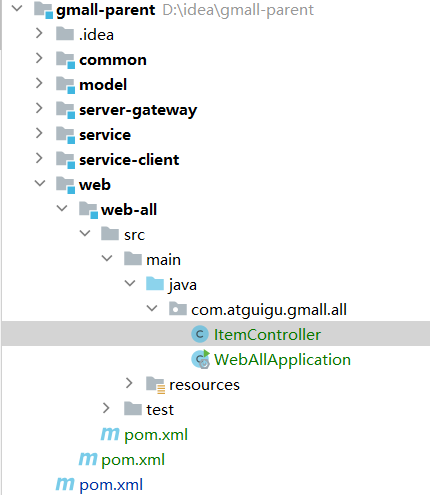 gmall-parent D:\idea\gmall-parent
.idea
common
model
server-gateway
service
service-client
web
web-all
src
main
java
com.atguigu.gmall.all
ItemController
WebAllApplication
resources
test
pom.xml
pom.xml
pom.xml